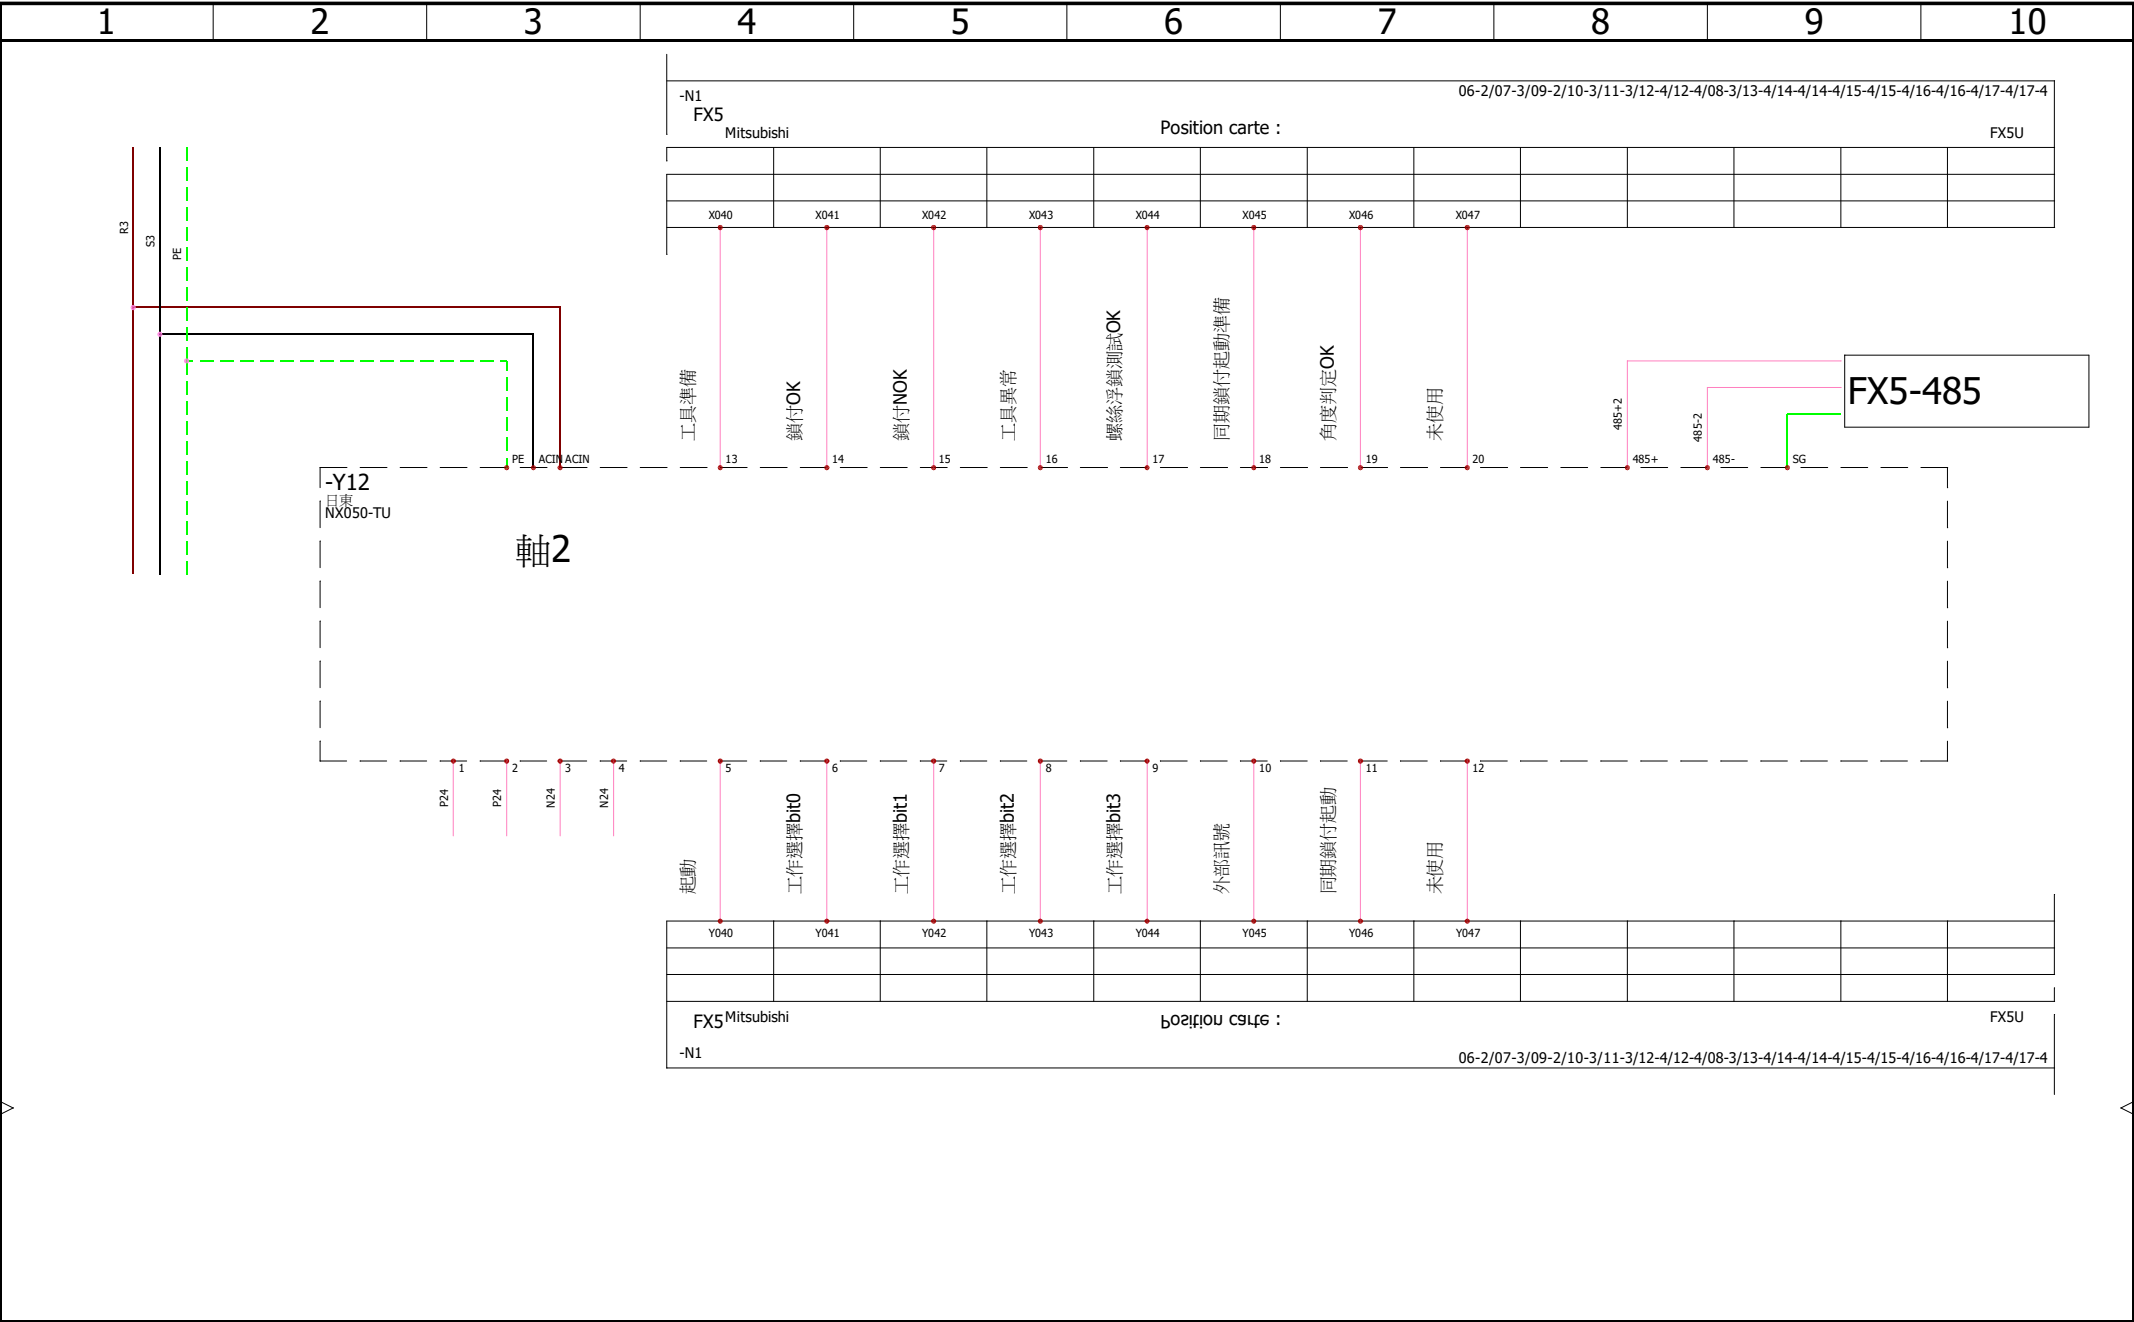 1 2 3 4 5 6 7 8 9 10
-N1
06-2/07-3/09-2/10-3/11-3/12-4/12-4/08-3/13-4/14-4/14-4/15-4/15-4/16-4/16-4/17-4/17-4
FX5
Mitsubishi
Position carte :
FX5U
X040 X041 X042 X043 X044 X045 X046 X047
R3
S3
PE
工具準備
鎖付OK
鎖付NOK
工具異常
螺絲浮鎖測試OK
同期鎖付起動準備
角度判定OK
未使用
485+2
485-2
FX5-485
PE ACIN ACIN 13 14 15 16 17 18 19 20 485+ 485- SG
-Y12
日東
NX050-TU
軸2
1 2 3 4 5 6 7 8 9 10 11 12
P24
P24
N24
N24
起動
工作選擇bit0
工作選擇bit1
工作選擇bit2
工作選擇bit3
外部訊號
同期鎖付起動
未使用
Y040 Y041 Y042 Y043 Y044 Y045 Y046 Y047
FX5
Mitsubishi
Position carte :
FX5U
-N1
06-2/07-3/09-2/10-3/11-3/12-4/12-4/08-3/13-4/14-4/14-4/15-4/15-4/16-4/16-4/17-4/17-4